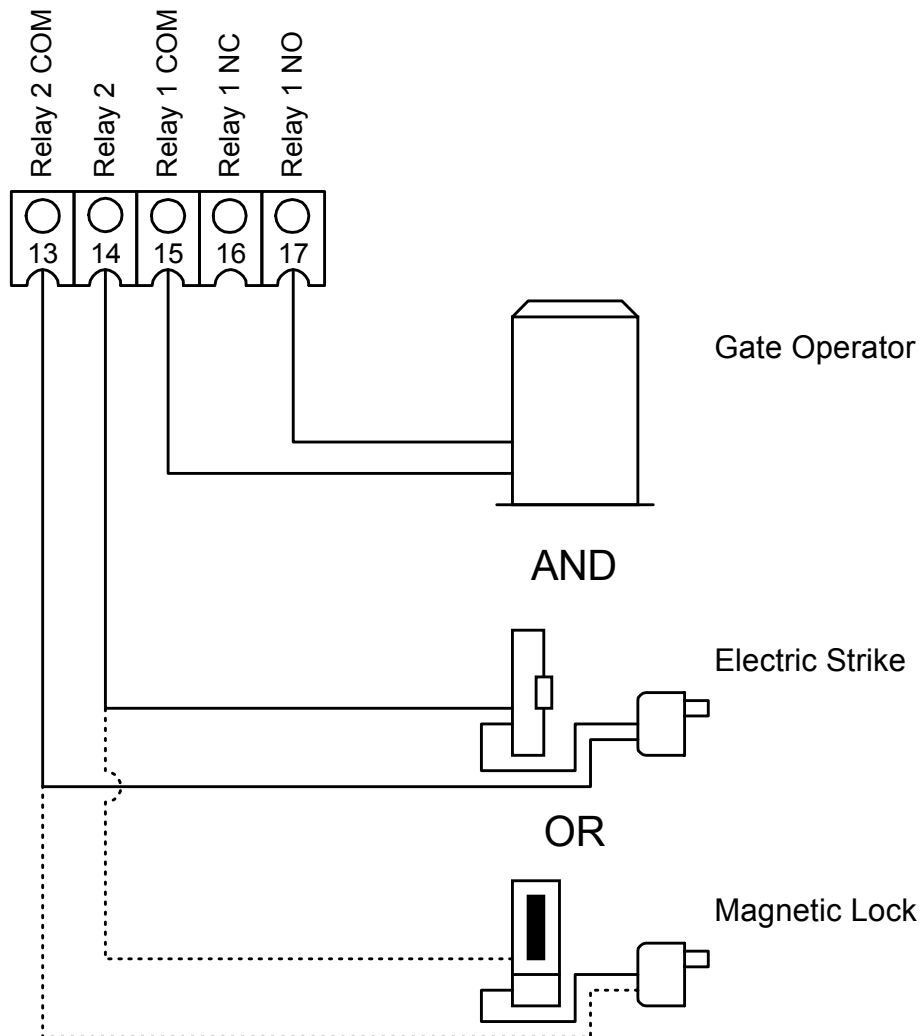 Relay 2 COM
Relay 2
Relay 1 COM
Relay 1 NC
Relay 1 NO
13
14
15
16
17
Gate Operator
AND
Electric Strike
OR
Magnetic Lock